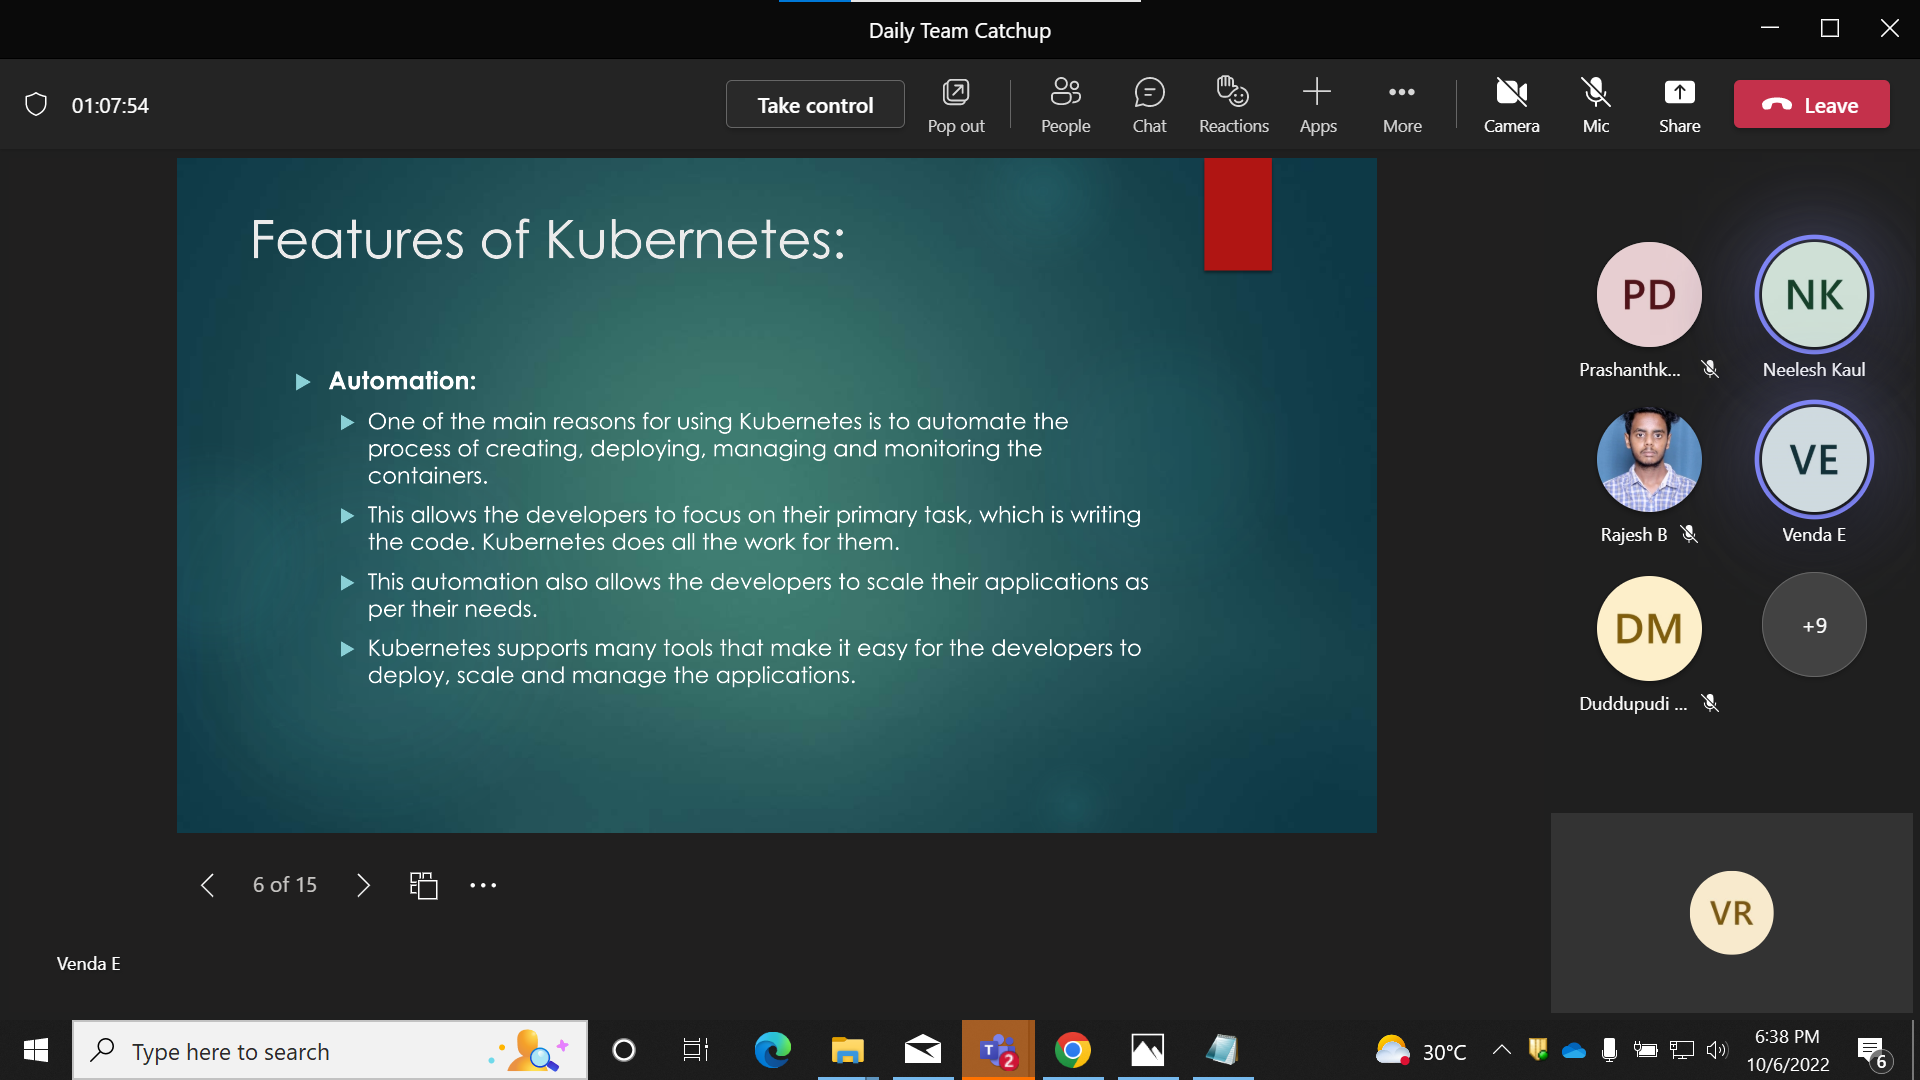 Daily Team Catchup
01:07:54
Take control
Pop out
People
Chat
Reactions
Apps
More
Camera
Mic
Share
Leave
Features of Kubernetes:
Automation:
One of the main reasons for using Kubernetes is to automate the
process of creating, deploying, managing and monitoring the
containers.
This allows the developers to focus on their primary task, which is writing
the code. Kubernetes does all the work for them.
This automation also allows the developers to scale their applications as
per their needs.
Kubernetes supports many tools that make it easy for the developers to
deploy, scale and manage the applications.
PD
Prashanthk...
NK
Neelesh Kaul
Rajesh B
VE
Venda E
DM
Duddupudi ...
+9
6 of 15
VR
Venda E
Type here to search
T
2
30°C
6:38 PM
10/6/2022
6